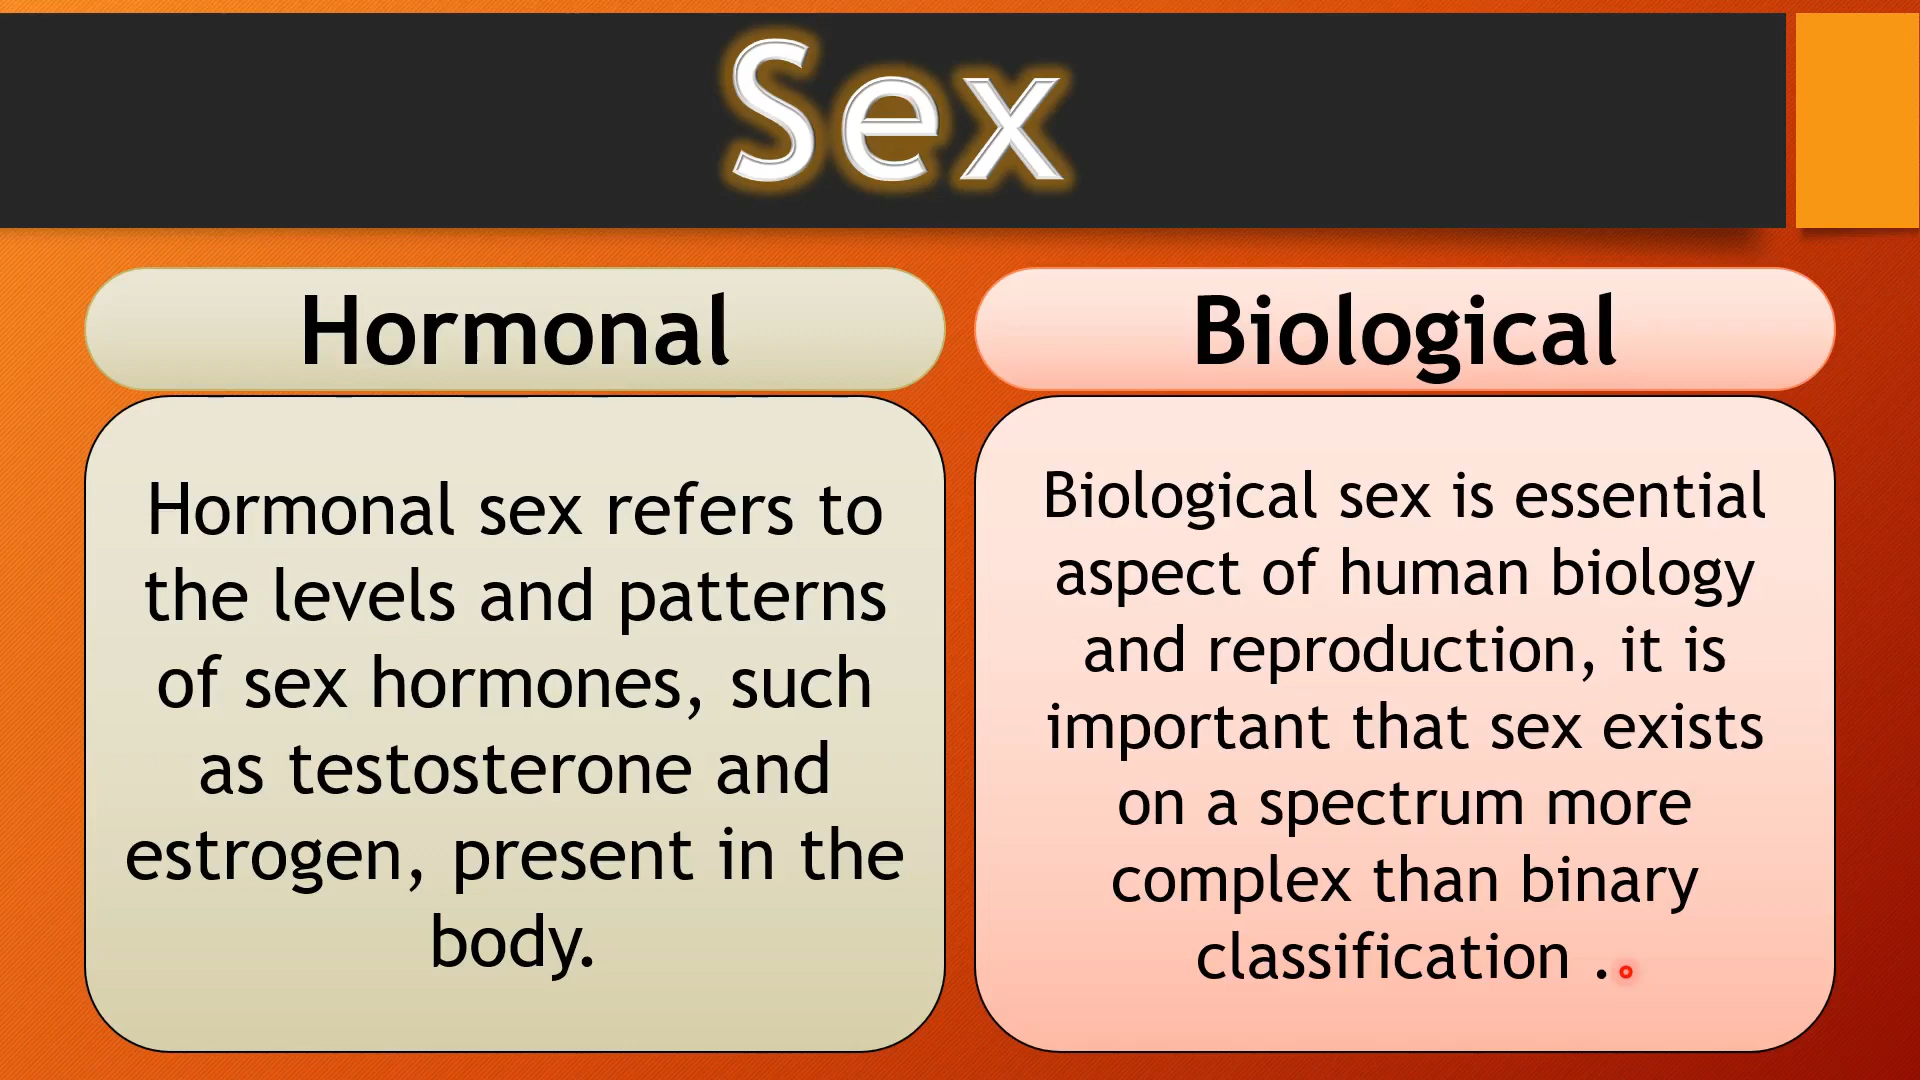 Sex
Hormonal
Hormonal sex refers to
the levels and patterns
of sex hormones, such
as testosterone and
estrogen, present in the
body.
Biological
Biological sex is essential
aspect of human biology
and reproduction, it is
important that sex exists
on a spectrum more
complex than binary
classification .